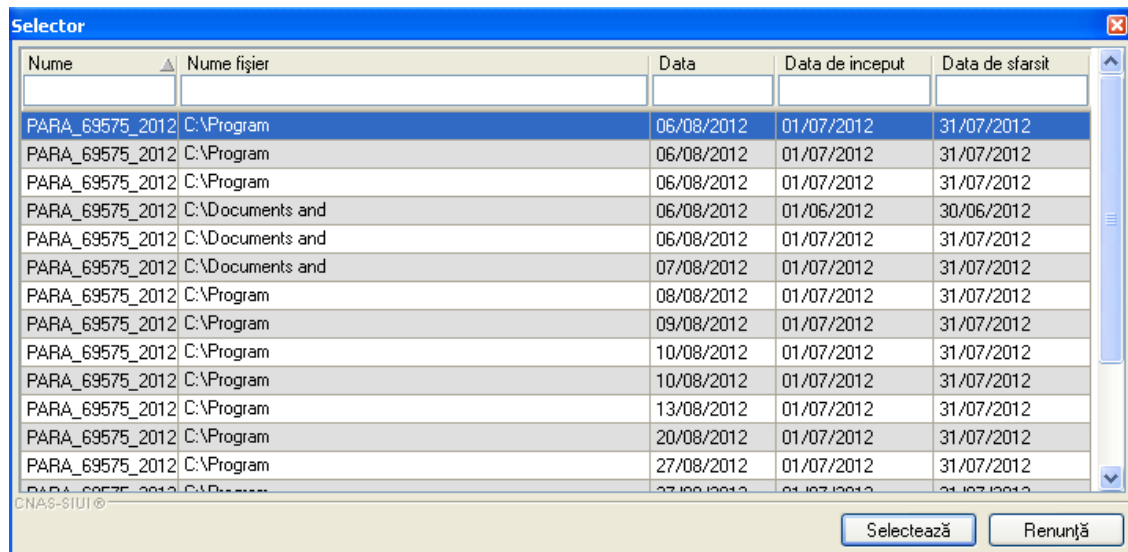 Selector
Nume Nume fişier Data Data de inceput Data de sfarsit
PARA_69575_2012 C:\Program 06/08/2012 01/07/2012 31/07/2012
PARA_69575_2012 C:\Program 06/08/2012 01/07/2012 31/07/2012
PARA_69575_2012 C:\Program 06/08/2012 01/07/2012 31/07/2012
PARA_69575_2012 C:\Documents and 06/08/2012 01/06/2012 30/06/2012
PARA_69575_2012 C:\Documents and 06/08/2012 01/07/2012 31/07/2012
PARA_69575_2012 C:\Documents and 07/08/2012 01/07/2012 31/07/2012
PARA_69575_2012 C:\Program 08/08/2012 01/07/2012 31/07/2012
PARA_69575_2012 C:\Program 09/08/2012 01/07/2012 31/07/2012
PARA_69575_2012 C:\Program 10/08/2012 01/07/2012 31/07/2012
PARA_69575_2012 C:\Program 10/08/2012 01/07/2012 31/07/2012
PARA_69575_2012 C:\Program 13/08/2012 01/07/2012 31/07/2012
PARA_69575_2012 C:\Program 20/08/2012 01/07/2012 31/07/2012
PARA_69575_2012 C:\Program 27/08/2012 01/07/2012 31/07/2012
CNAS-SIUI®
Selectează Renunţă